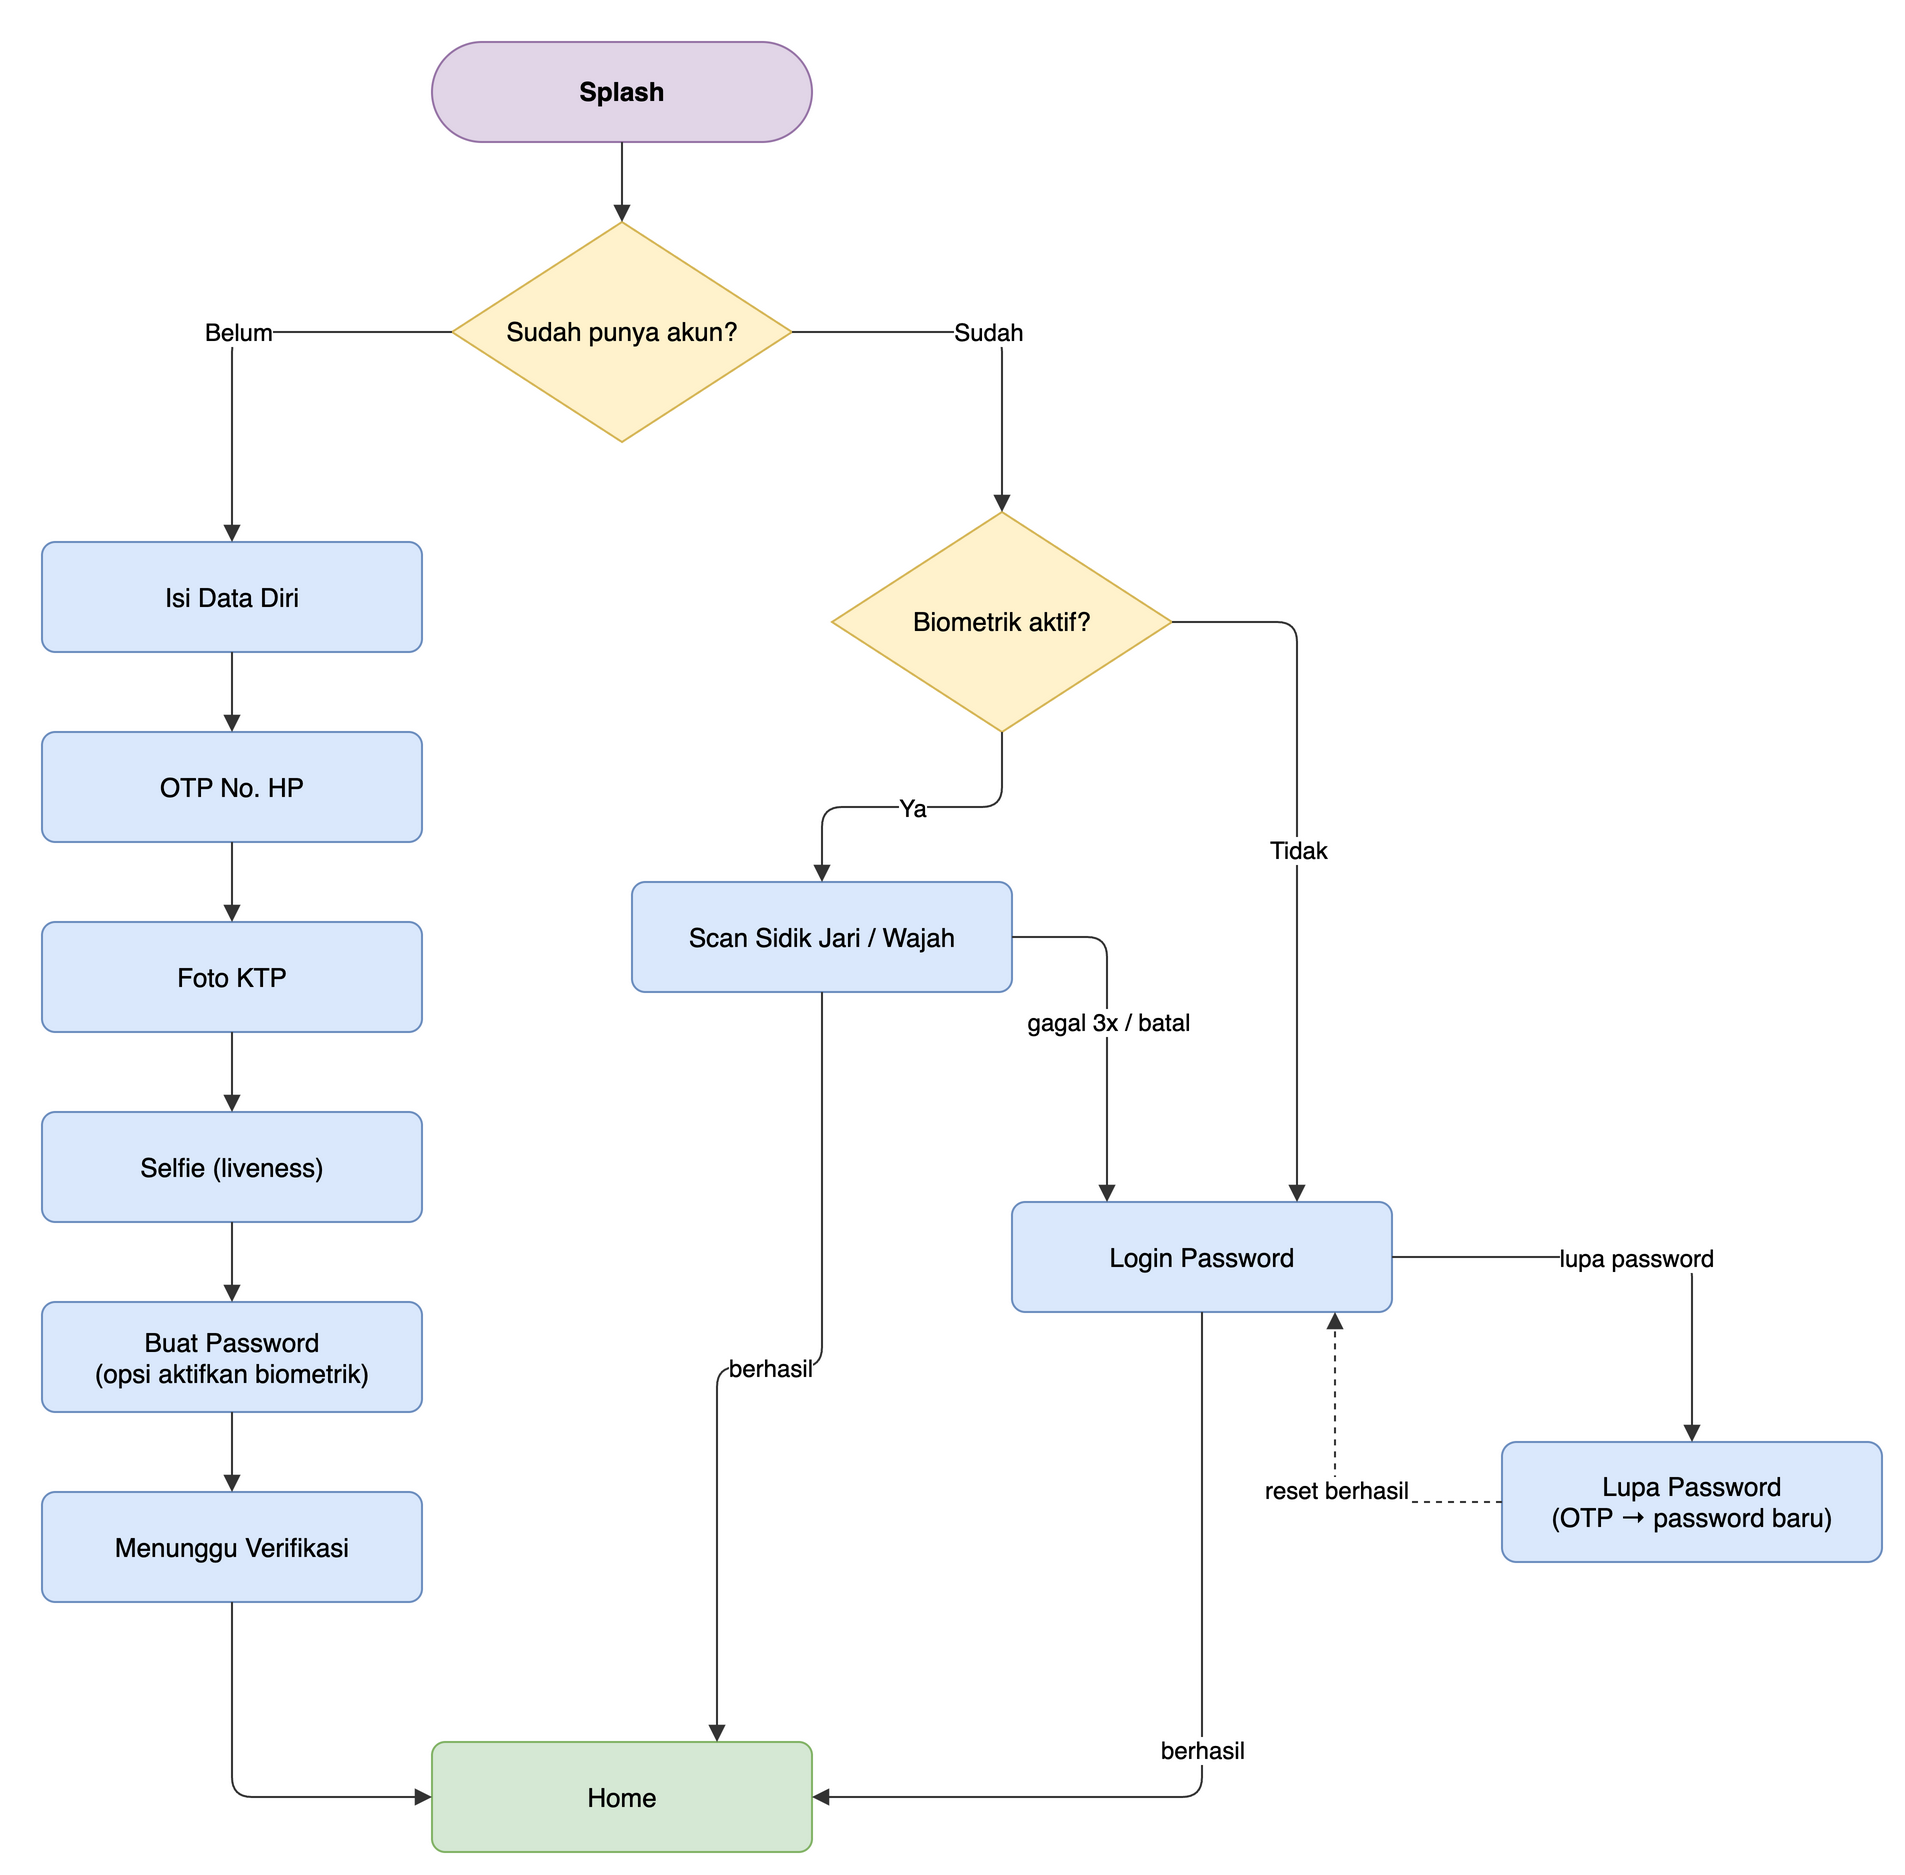 Splash
Sudah punya akun?
Belum
Sudah
Isi Data Diri
Biometrik aktif?
OTP No. HP
Ya
Tidak
Scan Sidik Jari / Wajah
Foto KTP
gagal 3x / batal
Selfie (liveness)
Login Password
lupa password
Buat Password
(opsi aktifkan biometrik)
berhasil
reset berhasil
Lupa Password
(OTP → password baru)
Menunggu Verifikasi
berhasil
Home